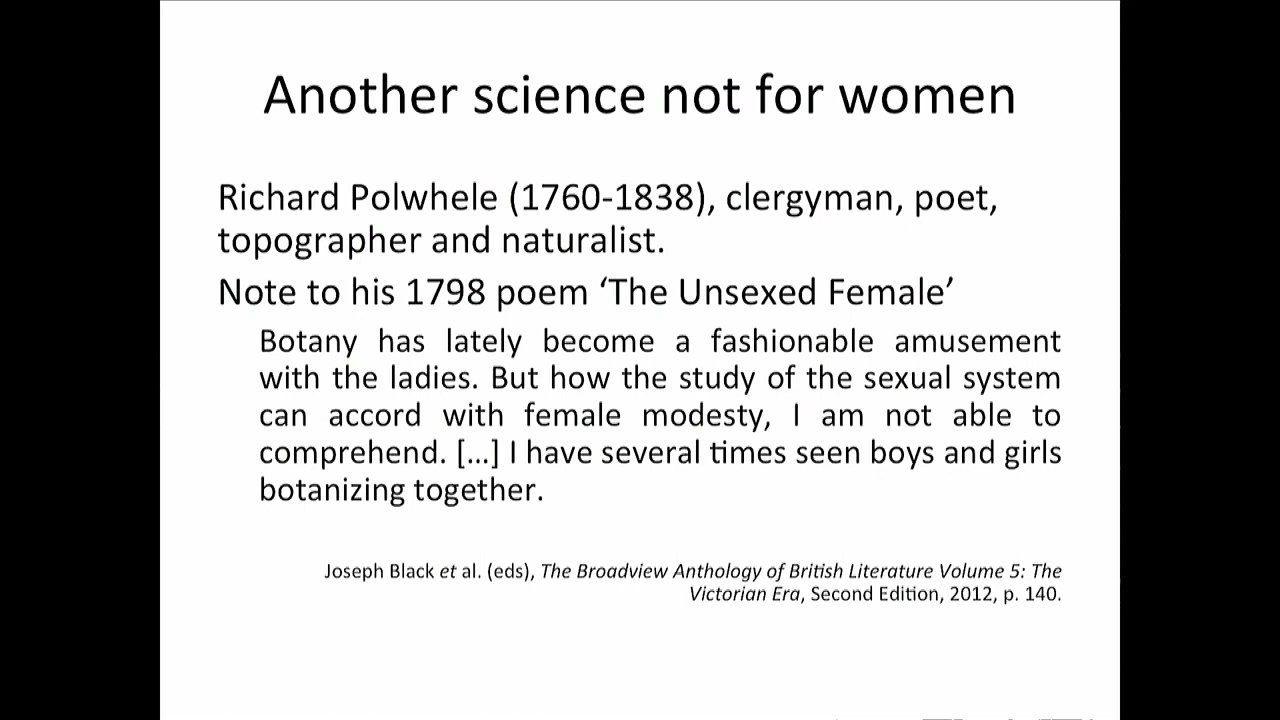 Another science not for women
Richard Polwhele (1760-1838), clergyman, poet,
topographer and naturalist.
Note to his 1798 poem ‘The Unsexed Female’
Botany has lately become a fashionable amusement
with the ladies. But how the study of the sexual system
can accord with female modesty, I am not able to
comprehend. […] I have several times seen boys and girls
botanizing together.
Joseph Black et al. (eds), The Broadview Anthology of British Literature Volume 5: The
Victorian Era, Second Edition, 2012, p. 140.